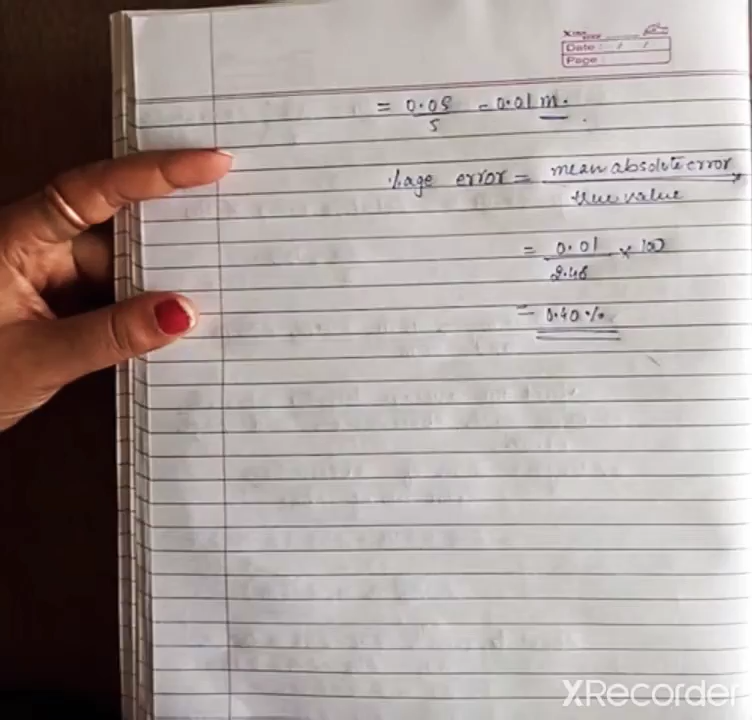 Date : / /
Page :
= 0.05/5 = 0.01 m.
%age error = mean absolute error / true value
= 0.01/2.48 × 100
= 0.40 %
XRecorder